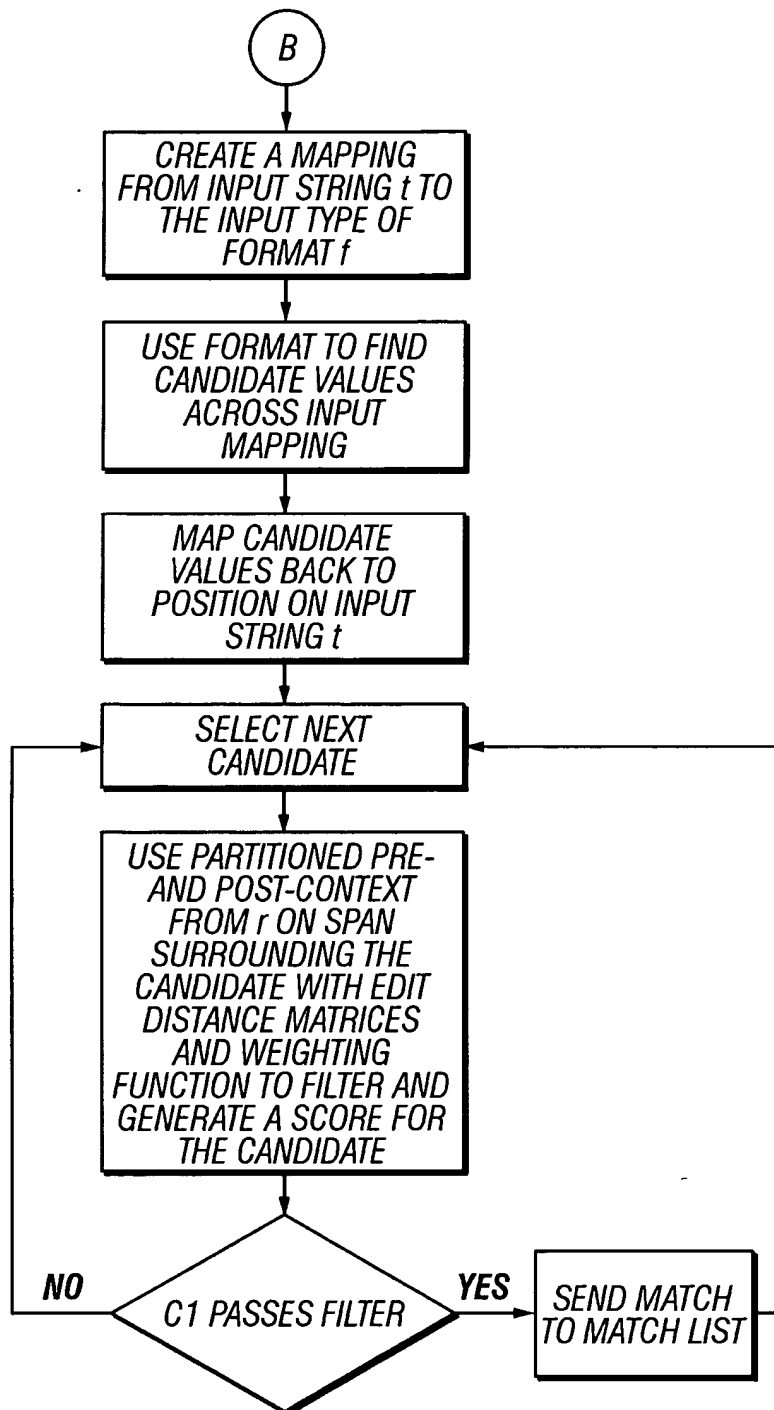 B
CREATE A MAPPING
FROM INPUT STRING t TO
THE INPUT TYPE OF
FORMAT f
USE FORMAT TO FIND
CANDIDATE VALUES
ACROSS INPUT
MAPPING
MAP CANDIDATE
VALUES BACK TO
POSITION ON INPUT
STRING t
SELECT NEXT
CANDIDATE
USE PARTITIONED PRE-
AND POST-CONTEXT
FROM r ON SPAN
SURROUNDING THE
CANDIDATE WITH EDIT
DISTANCE MATRICES
AND WEIGHTING
FUNCTION TO FILTER AND
GENERATE A SCORE FOR
THE CANDIDATE
NO
C1 PASSES FILTER
YES
SEND MATCH
TO MATCH LIST